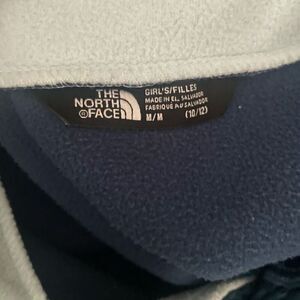 THE
NORTH
FACE
GIRL'S/FILLES
MADE IN EL SALVADOR
FABRIQUÉ AU SALVADOR
M/M (10/12)